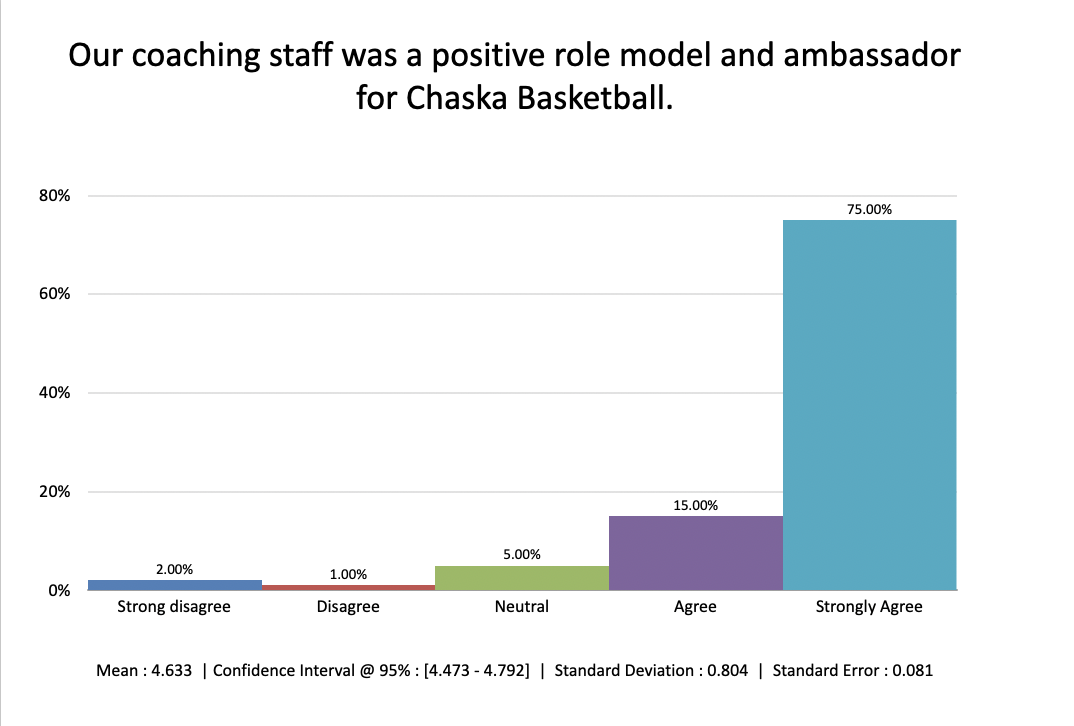 Our coaching staff was a positive role model and ambassador
for Chaska Basketball.
80%
75.00%
60%
40%
20%
15.00%
5.00%
2.00%
1.00%
0%
Strong disagree Disagree Neutral Agree Strongly Agree
Mean : 4.633 | Confidence Interval @ 95% : [4.473 - 4.792] | Standard Deviation : 0.804 | Standard Error : 0.081